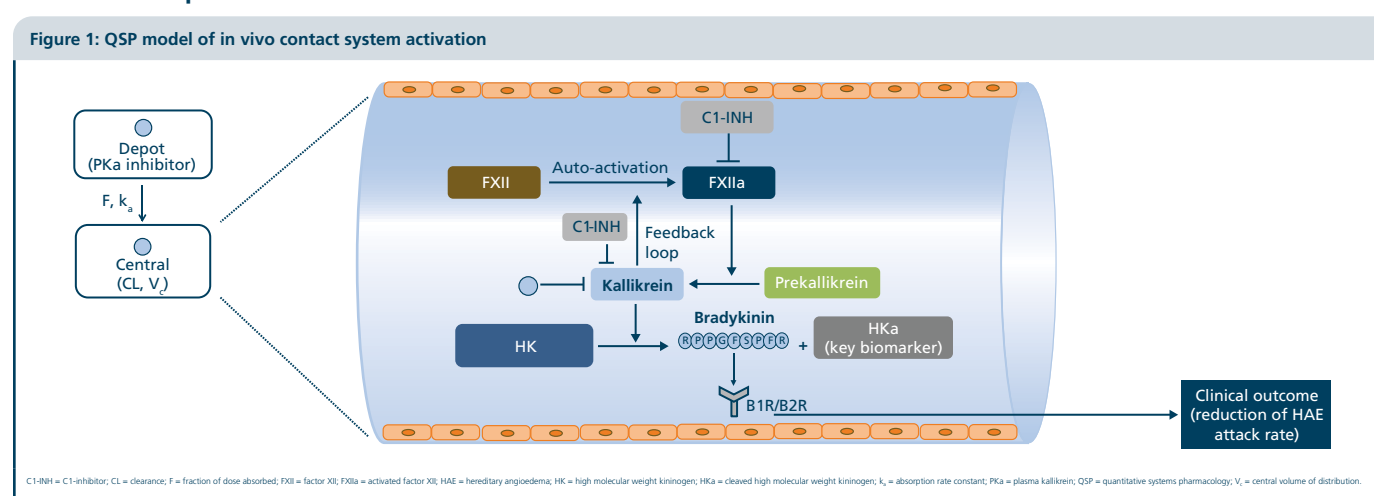 Figure 1: QSP model of in vivo contact system activation
Depot
(PKa inhibitor)
F, kₐ
Central
(CL, V꜀)
C1-INH
FXII
Auto-activation
FXIIa
C1-INH
Feedback
loop
Kallikrein
Prekallikrein
HK
Bradykinin
RPPGFSPFR
+
HKa
(key biomarker)
B1R/B2R
Clinical outcome
(reduction of HAE
attack rate)
C1-INH = C1-inhibitor; CL = clearance; F = fraction of dose absorbed; FXII = factor XII; FXIIa = activated factor XII; HAE = hereditary angioedema; HK = high molecular weight kininogen; HKa = cleaved high molecular weight kininogen; kₐ = absorption rate constant; PKa = plasma kallikrein; QSP = quantitative systems pharmacology; V꜀ = central volume of distribution.